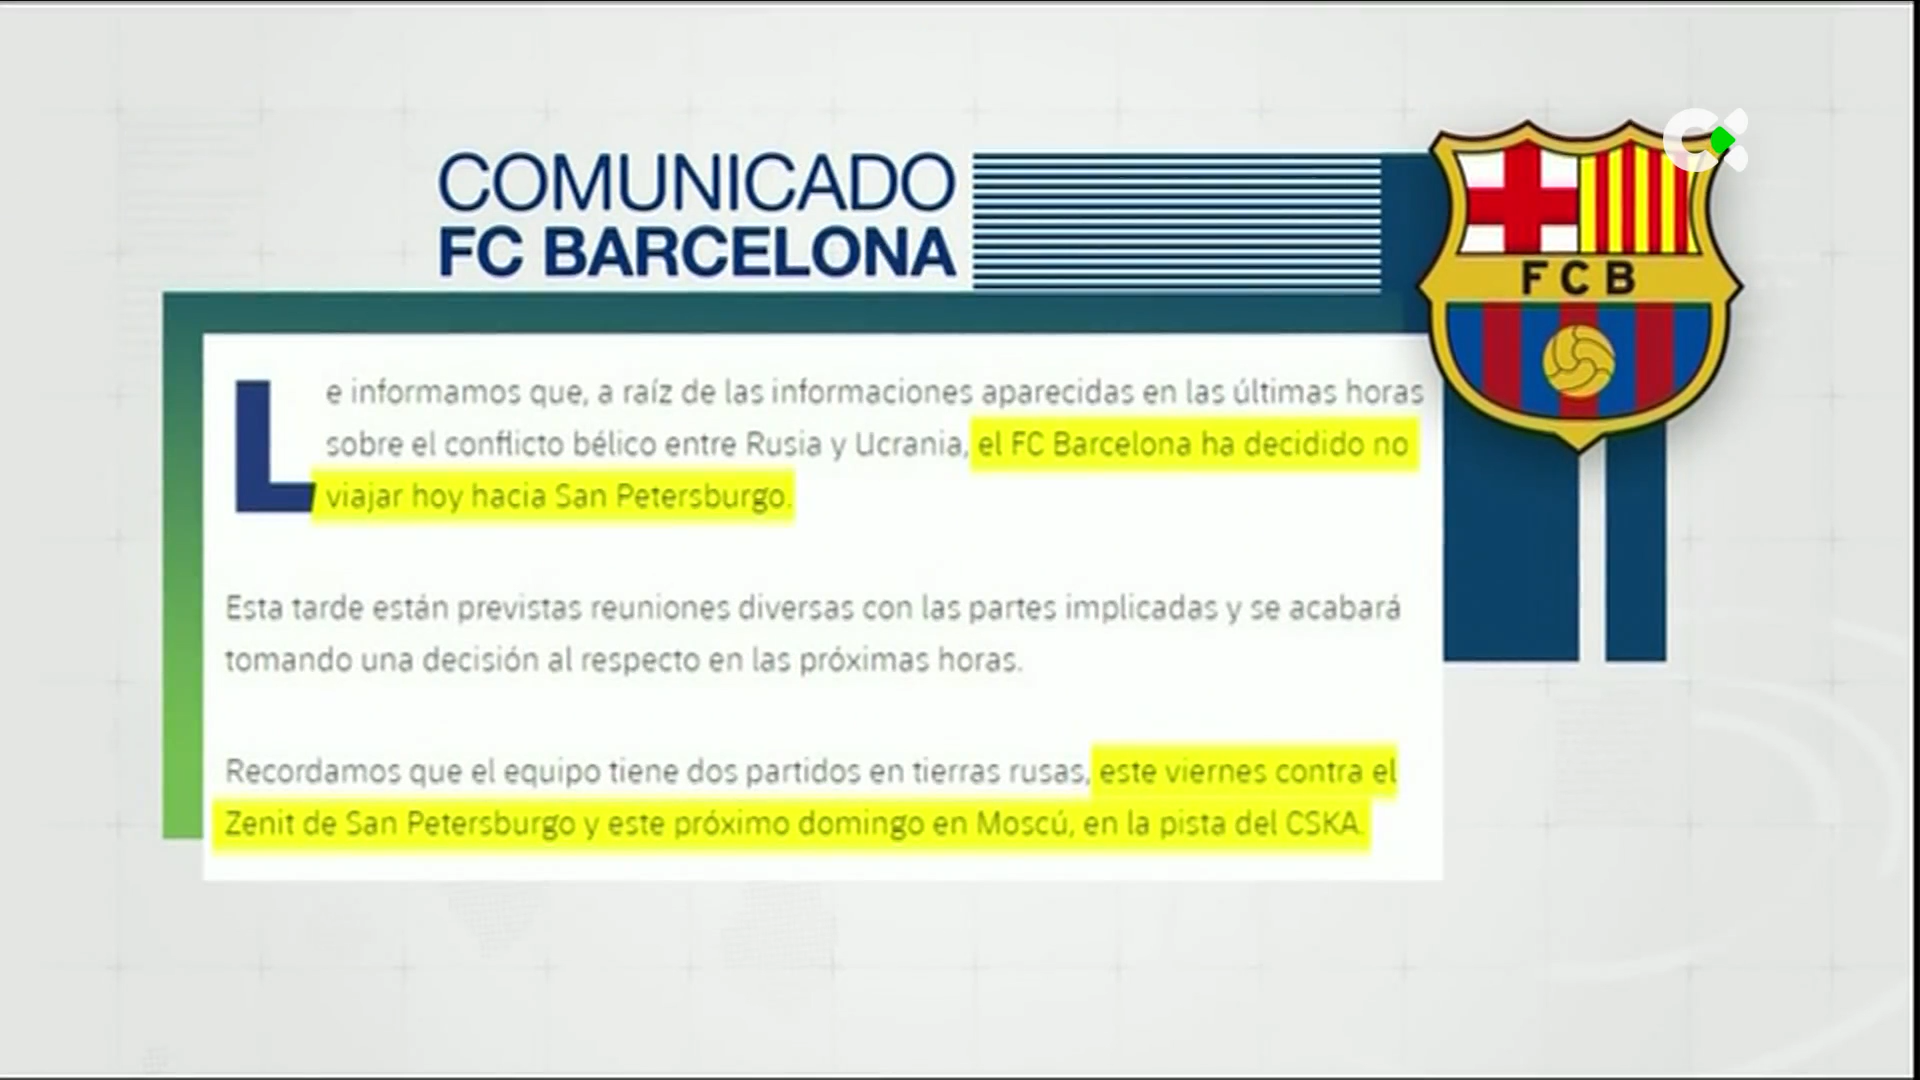 COMUNICADO
FC BARCELONA
FCB
Le informamos que, a raíz de las informaciones aparecidas en las últimas horas
sobre el conflicto bélico entre Rusia y Ucrania, el FC Barcelona ha decidido no
viajar hoy hacia San Petersburgo.
Esta tarde están previstas reuniones diversas con las partes implicadas y se acabará
tomando una decisión al respecto en las próximas horas.
Recordamos que el equipo tiene dos partidos en tierras rusas, este viernes contra el
Zenit de San Petersburgo y este próximo domingo en Moscú, en la pista del CSKA.